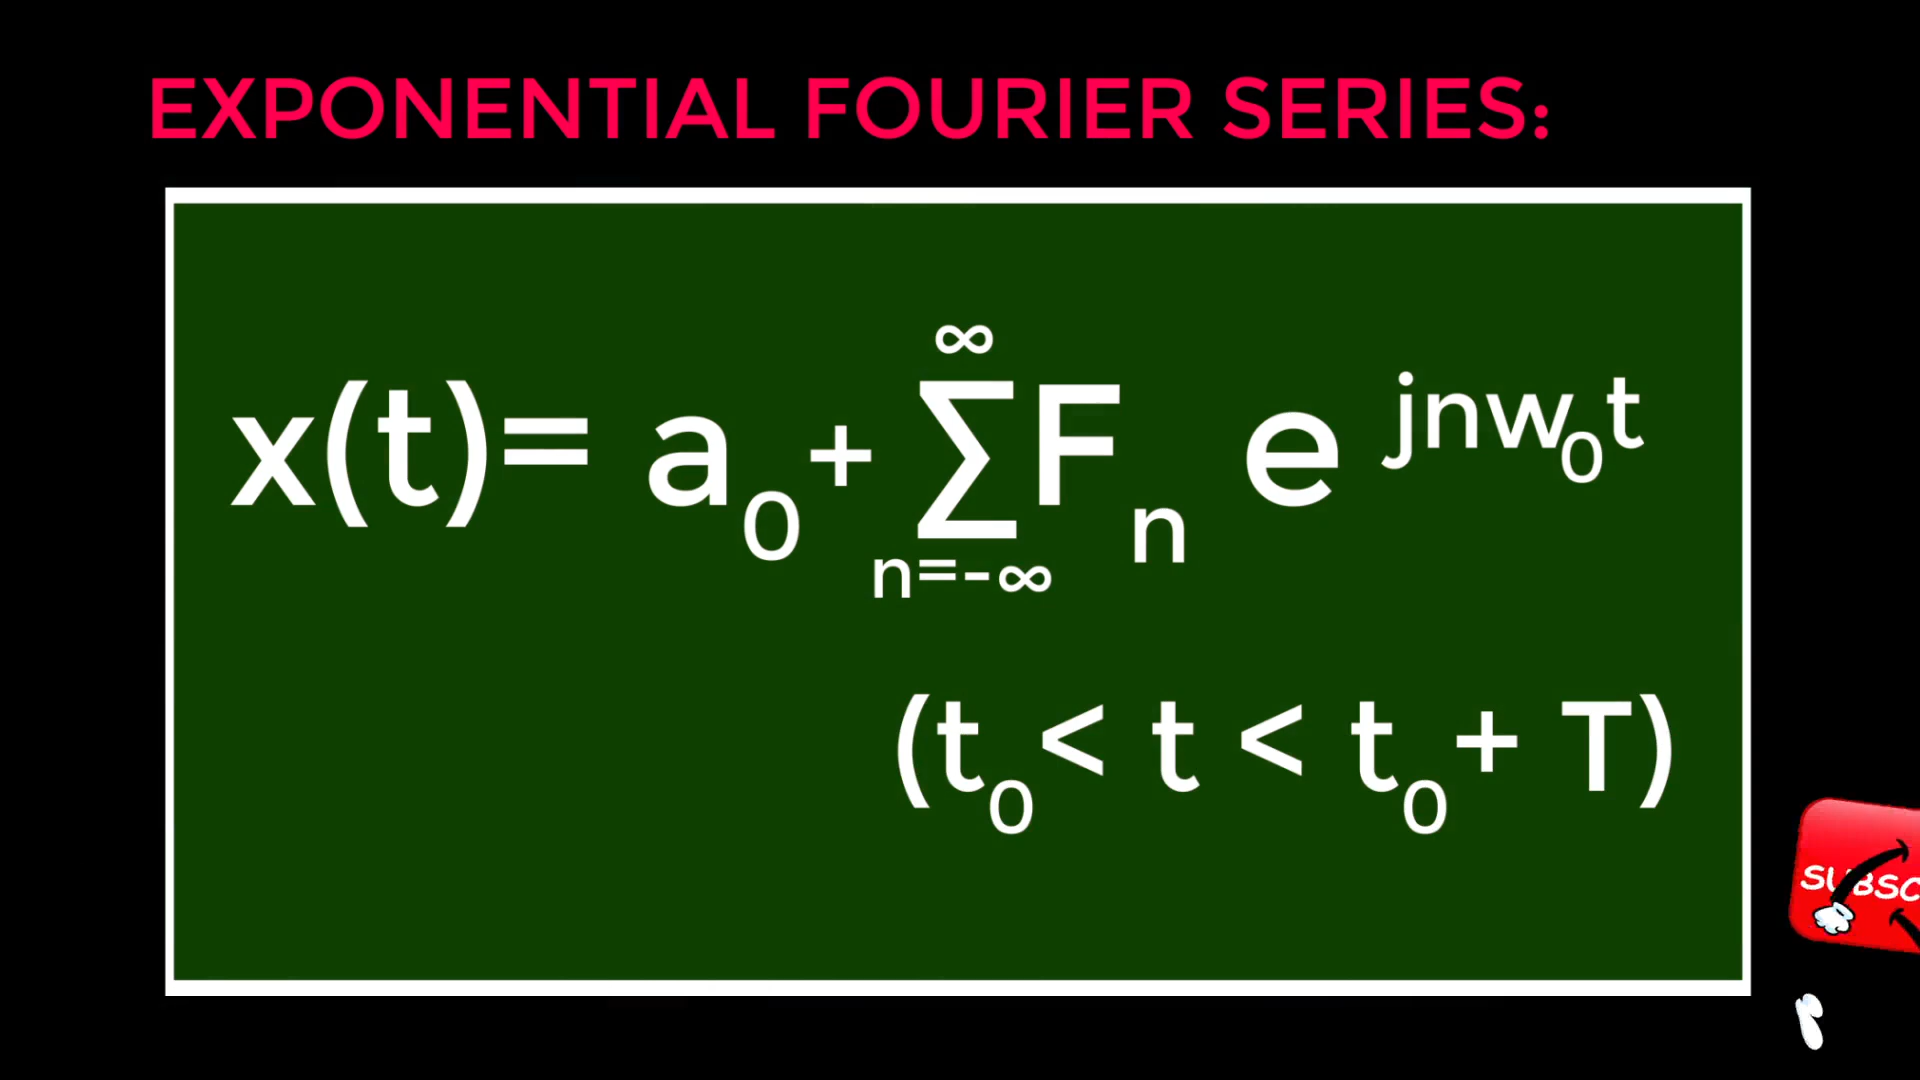 EXPONENTIAL FOURIER SERIES:
∞
x(t)= a₀+ ∑Fₙ e ʲⁿʷ₀ᵗ
n=-∞
(t₀< t < t₀+ T)